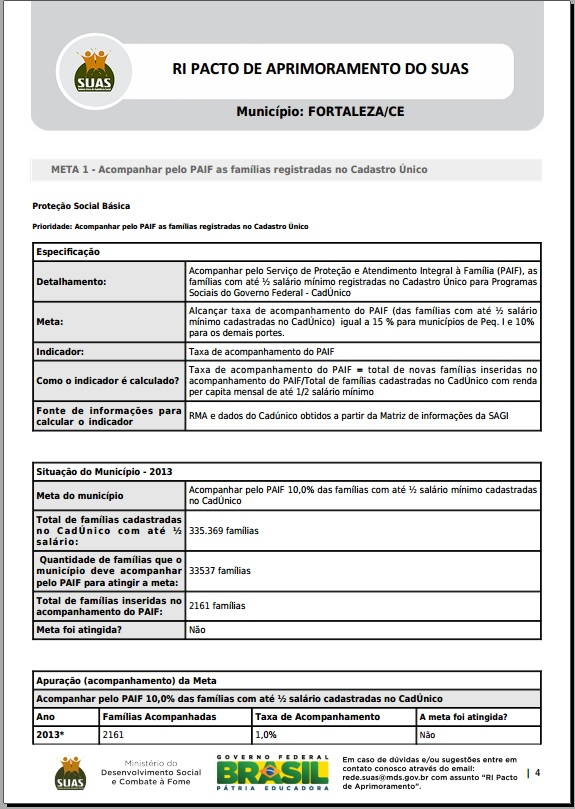 SUAS
RI PACTO DE APRIMORAMENTO DO SUAS
Município: FORTALEZA/CE
META 1 - Acompanhar pelo PAIF as famílias registradas no Cadastro Único
Proteção Social Básica
Prioridade: Acompanhar pelo PAIF as famílias registradas no Cadastro Único
Especificação
Detalhamento:
Acompanhar pelo Serviço de Proteção e Atendimento Integral à Família (PAIF), as
famílias com até ½ salário mínimo registradas no Cadastro Único para Programas
Sociais do Governo Federal - CadÚnico
Meta:
Alcançar taxa de acompanhamento do PAIF (das famílias com até ½ salário
mínimo cadastradas no CadÚnico) igual a 15 % para municípios de Peq. I e 10%
para os demais portes.
Indicador:
Taxa de acompanhamento do PAIF
Como o indicador é calculado?
Taxa de acompanhamento do PAIF = total de novas famílias inseridas no
acompanhamento do PAIF/Total de famílias cadastradas no CadÚnico com renda
per capita mensal de até 1/2 salário mínimo
Fonte de informações para
calcular o indicador
RMA e dados do Cadúnico obtidos a partir da Matriz de informações da SAGI
Situação do Município - 2013
Meta do município
Acompanhar pelo PAIF 10,0% das famílias com até ½ salário mínimo cadastradas
no CadÚnico
Total de famílias cadastradas
no CadÚnico com até ½
salário:
335.369 famílias
Quantidade de famílias que o
município deve acompanhar
pelo PAIF para atingir a meta:
33537 famílias
Total de famílias inseridas no
acompanhamento do PAIF:
2161 famílias
Meta foi atingida?
Não
Apuração (acompanhamento) da Meta
Acompanhar pelo PAIF 10,0% das famílias com até ½ salário cadastradas no CadÚnico
Ano Famílias Acompanhadas Taxa de Acompanhamento A meta foi atingida?
2013* 2161 1,0% Não
SUAS
Ministério do
Desenvolvimento Social
e Combate à Fome
GOVERNO FEDERAL
BRASIL
PÁTRIA EDUCADORA
Em caso de dúvidas e/ou sugestões entre em
contato conosco através do email:
rede.suas@mds.gov.br com assunto “RI Pacto
de Aprimoramento”.
| 4